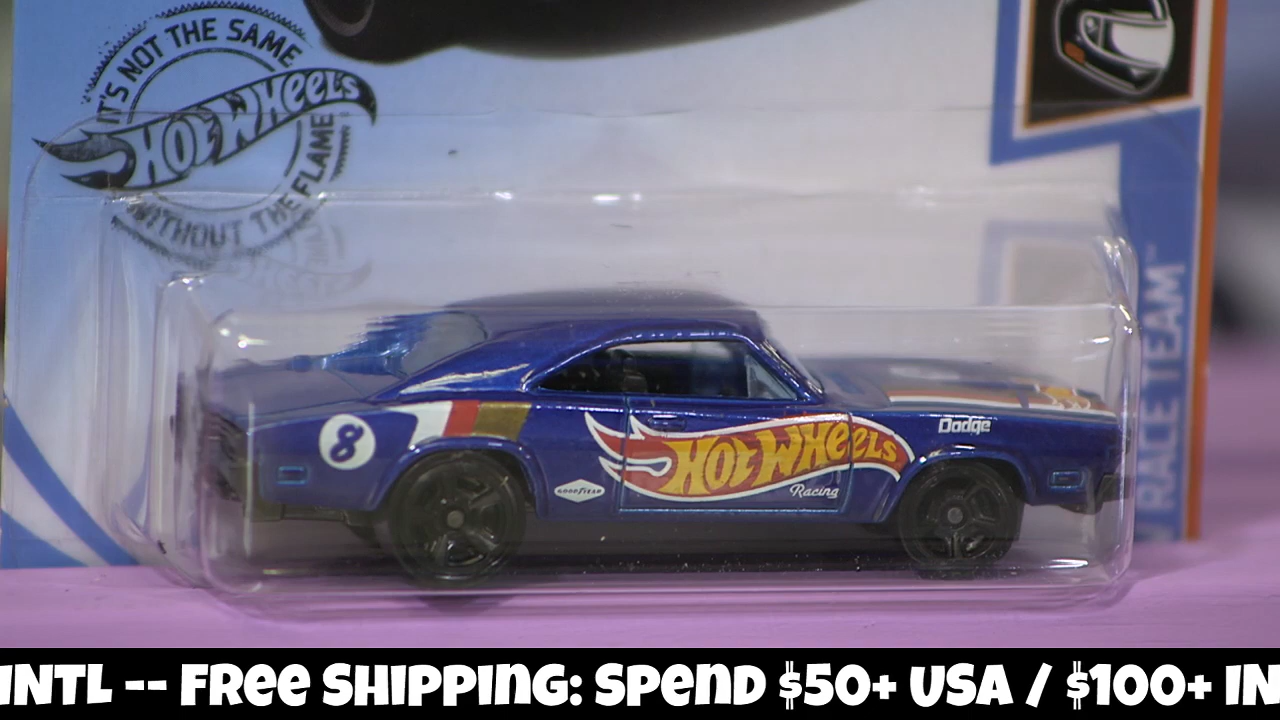 IT'S NOT THE SAME
HOT WHEELS
WITHOUT THE FLAME
RACE TEAM™
8
Dodge
HOT WHEELS
GOODYEAR
Racing
INTL -- FREE SHIPPING: SPEND $50+ USA / $100+ IN